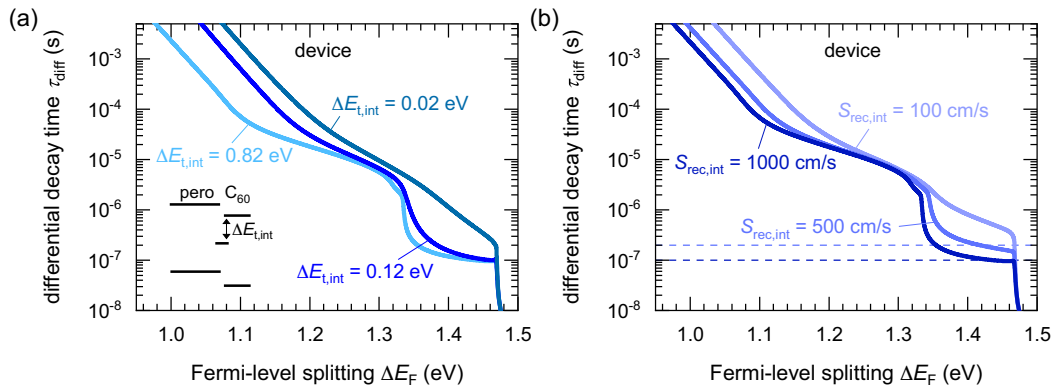 (a)
differential decay time τdiff (s)
10-3
10-4
10-5
10-6
10-7
10-8
device
ΔEt,int = 0.02 eV
ΔEt,int = 0.82 eV
pero C60
ΔEt,int
ΔEt,int = 0.12 eV
1.0 1.1 1.2 1.3 1.4 1.5
Fermi-level splitting ΔEF (eV)
(b)
differential decay time τdiff (s)
10-3
10-4
10-5
10-6
10-7
10-8
device
Srec,int = 100 cm/s
Srec,int = 1000 cm/s
Srec,int = 500 cm/s
1.0 1.1 1.2 1.3 1.4 1.5
Fermi-level splitting ΔEF (eV)